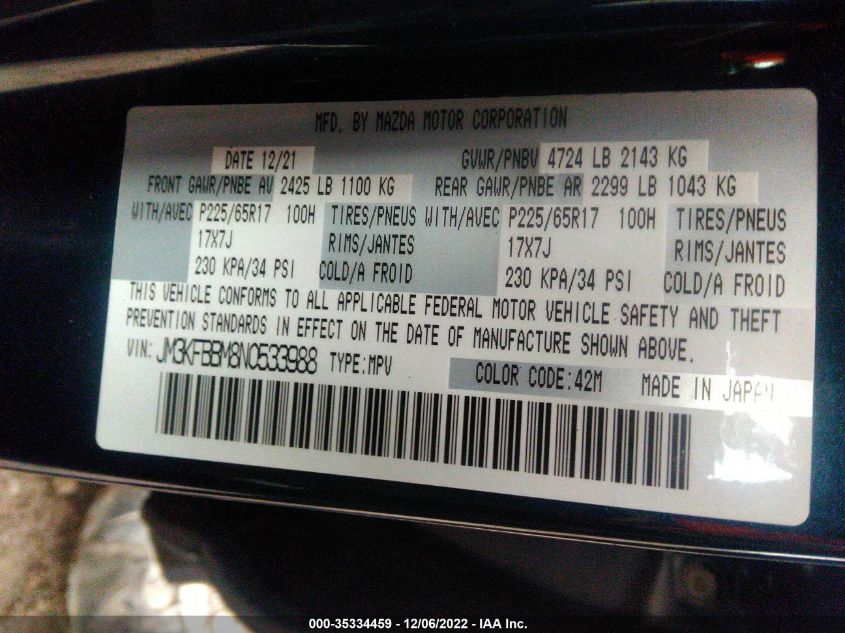 MFD. BY MAZDA MOTOR CORPORATION
DATE 12/21 GVWR/PNBV 4724 LB 2143 KG
FRONT GAWR/PNBE AV 2425 LB 1100 KG REAR GAWR/PNBE AR 2299 LB 1043 KG
WITH/AVEC P225/65R17 100H TIRES/PNEUS WITH/AVEC P225/65R17 100H TIRES/PNEUS
17X7J RIMS/JANTES 17X7J RIMS/JANTES
230 KPA/34 PSI COLD/A FROID 230 KPA/34 PSI COLD/A FROID
THIS VEHICLE CONFORMS TO ALL APPLICABLE FEDERAL MOTOR VEHICLE SAFETY AND THEFT
PREVENTION STANDARDS IN EFFECT ON THE DATE OF MANUFACTURE SHOWN ABOVE.
VIN: JM3KFBBM8N0533988 TYPE:MPV COLOR CODE:42M MADE IN JAPAN
000-35334459 - 12/06/2022 - IAA Inc.